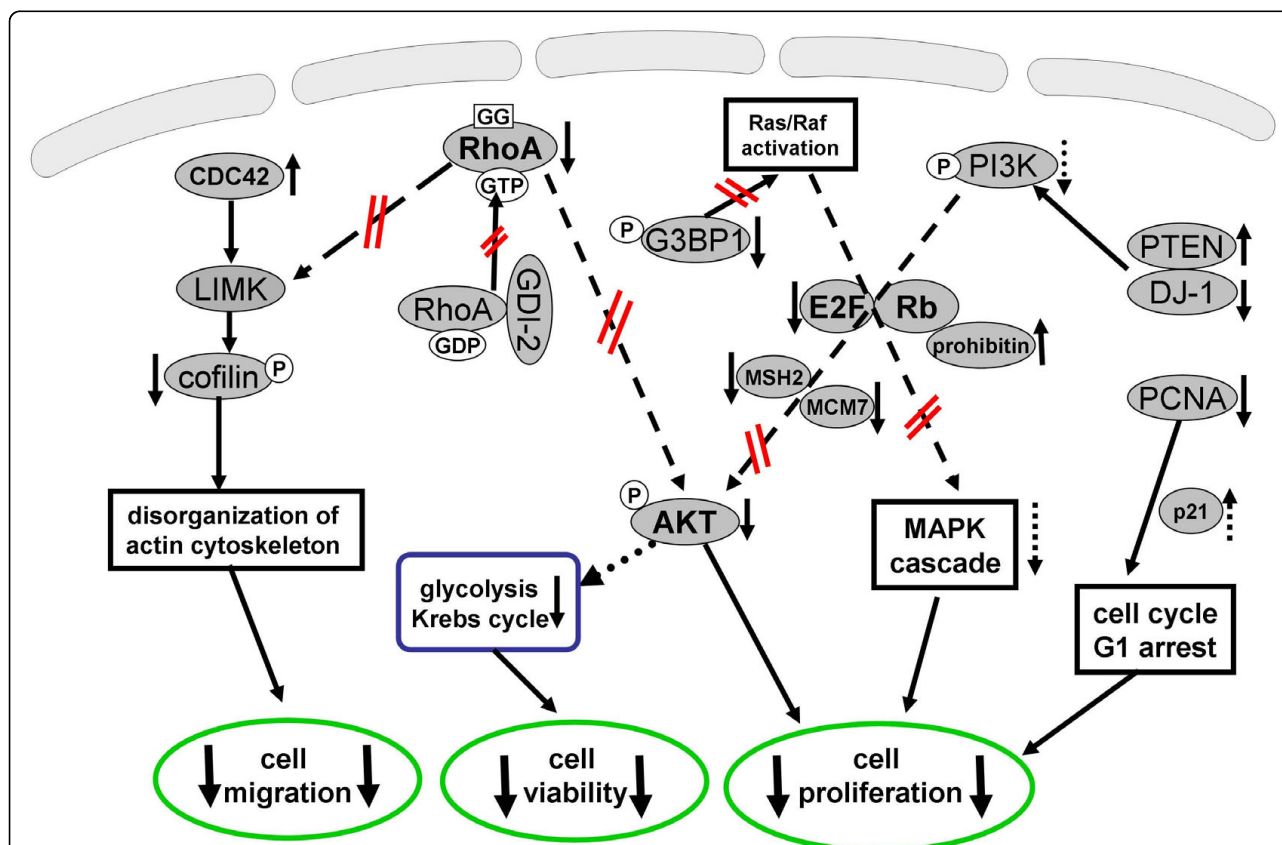 GG
RhoA
GTP
CDC42
LIMK
cofilin
P
RhoA
GDP
GDI-2
Ras/Raf
activation
P
G3BP1
P
PI3K
PTEN
DJ-1
E2F
Rb
prohibitin
MSH2
MCM7
PCNA
p21
P
AKT
disorganization of
actin cytoskeleton
glycolysis
Krebs cycle
MAPK
cascade
cell cycle
G1 arrest
cell
migration
cell
viability
cell
proliferation